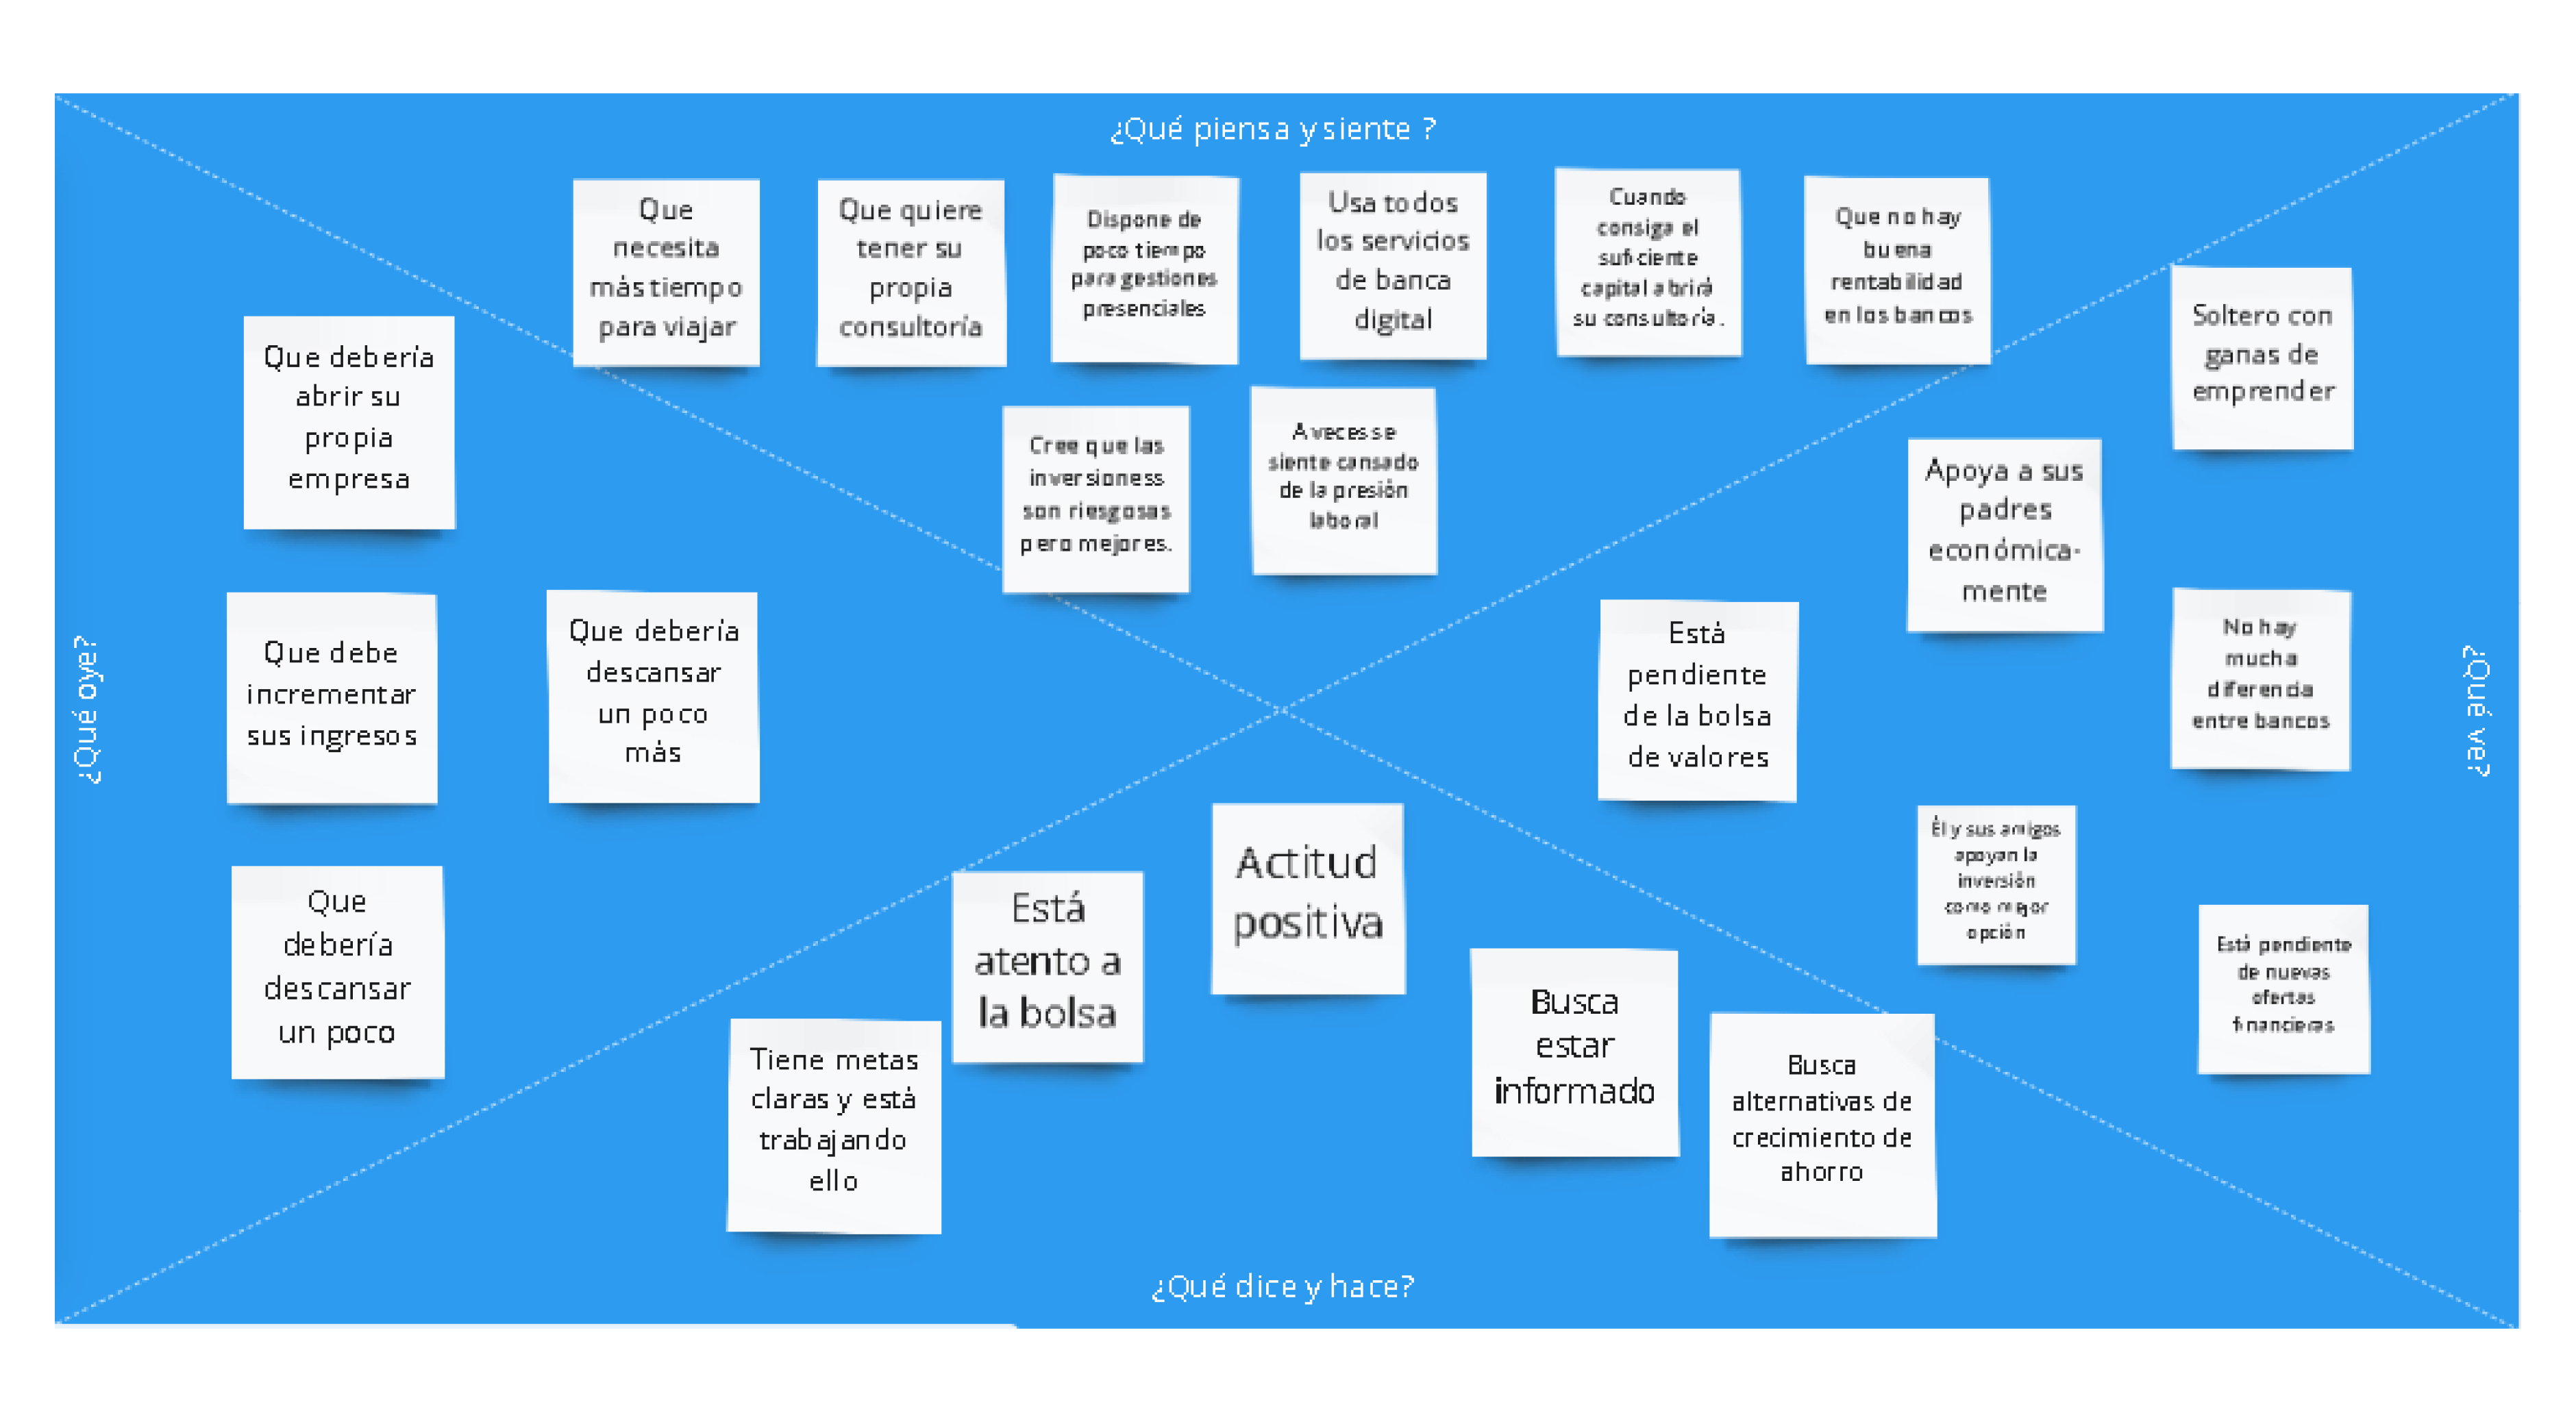 ¿Qué piensa y siente ?
Que
necesita
más tiempo
para viajar
Que quiere
tener su
propia
consultoría
Dispone de
poco tiempo
para gestiones
presenciales
Usa todos
los servicios
de banca
digital
Cuando
consiga el
suficiente
capital abrirá
su consultoría.
Que no hay
buena
rentabilidad
en los bancos
Cree que las
inversioness
son riesgosas
pero mejores.
A veces se
siente cansado
de la presión
laboral
¿Qué oye?
Que debería
abrir su
propia
empresa
Que debe
incrementar
sus ingresos
Que debería
descansar
un poco
más
Que
debería
descansar
un poco
¿Qué ve?
Soltero con
ganas de
emprender
Apoya a sus
padres
económica-
mente
Está
pendiente
de la bolsa
de valores
No hay
mucha
diferencia
entre bancos
Él y sus amigos
apoyan la
inversión
como mejor
opción
Está pendiente
de nuevas
ofertas
financieras
Actitud
positiva
Está
atento a
la bolsa
Tiene metas
claras y está
trabajando
ello
Busca
estar
informado
Busca
alternativas de
crecimiento de
ahorro
¿Qué dice y hace?